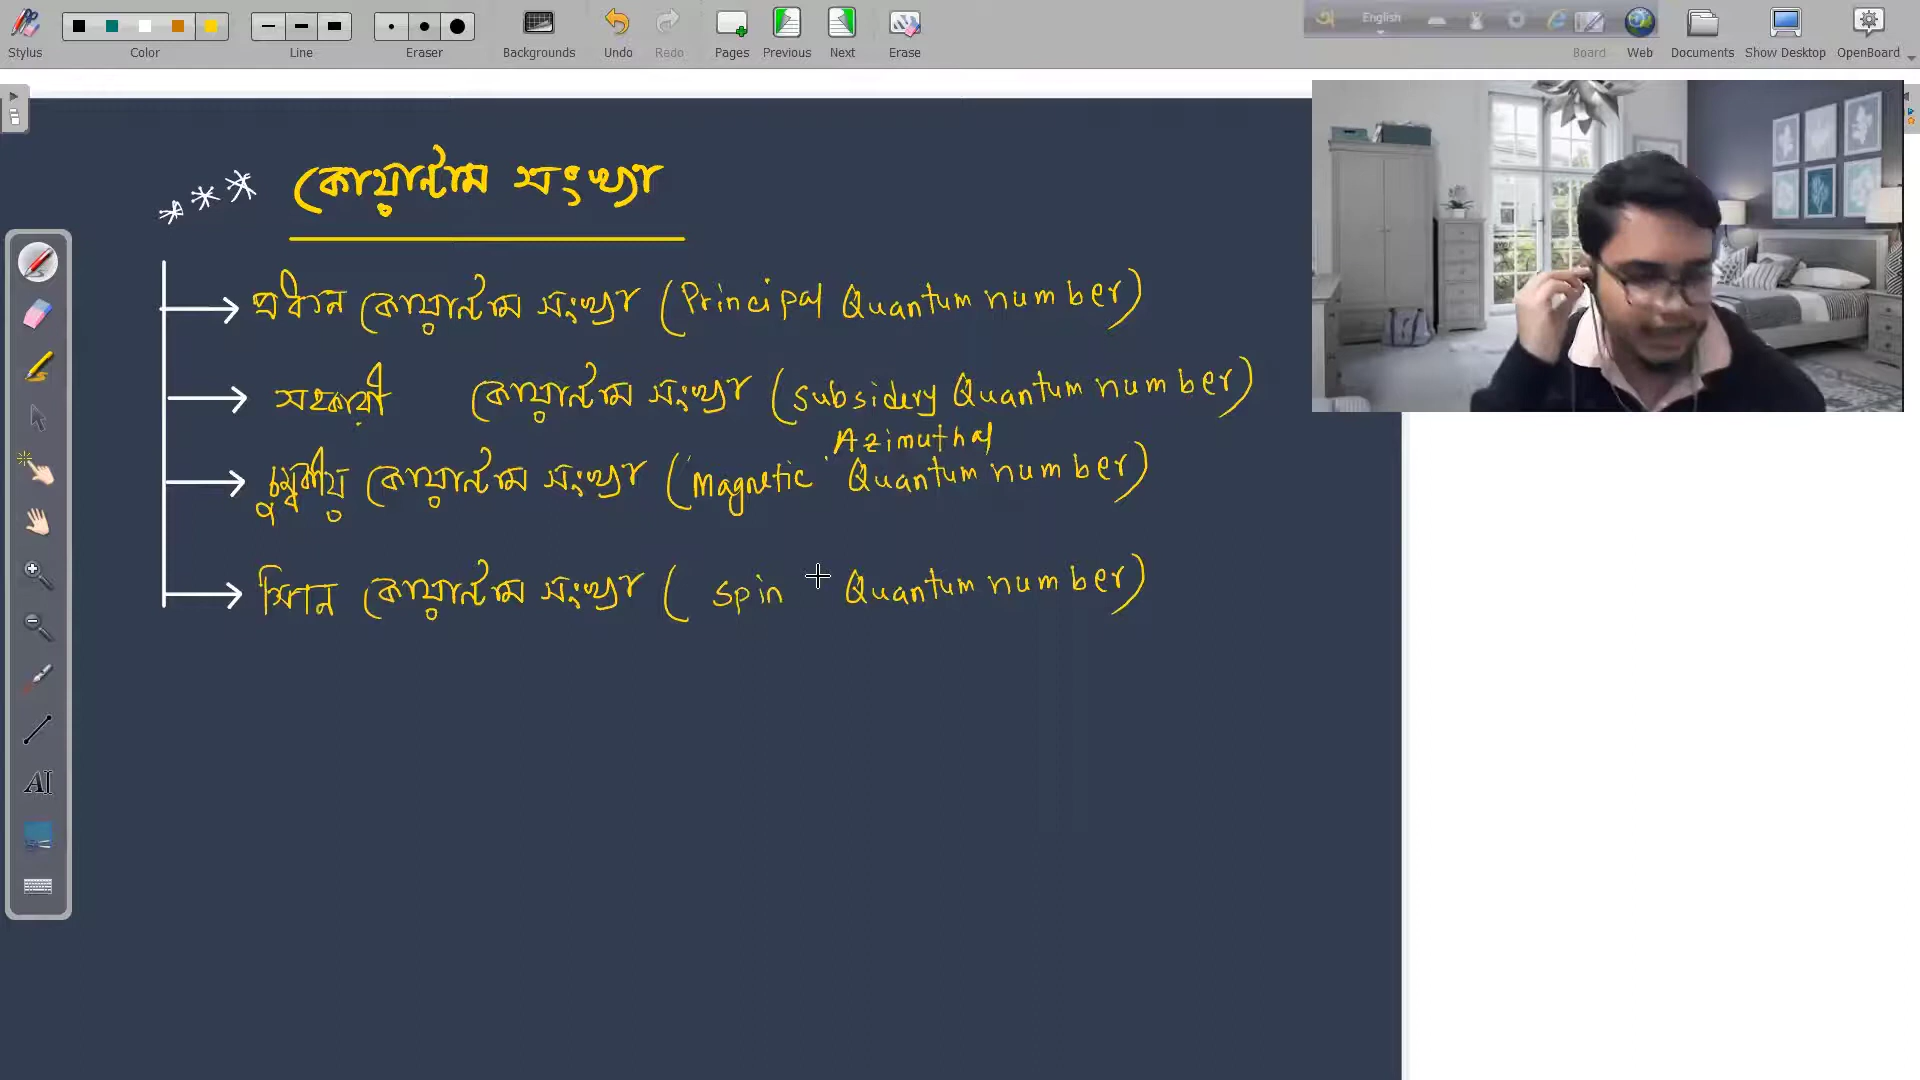 Stylus Color Line Eraser Backgrounds Undo Redo Pages Previous Next Erase
অ English
Board Web Documents Show Desktop OpenBoard
*** কোয়ান্টাম সংখ্যা
প্রধান কোয়ান্টাম সংখ্যা (Principal Quantum number)
সহকারী কোয়ান্টাম সংখ্যা (Subsidery Quantum number)
Azimuthal
চুম্বকীয় কোয়ান্টাম সংখ্যা (Magnetic Quantum number)
স্পিন কোয়ান্টাম সংখ্যা ( Spin Quantum number)
AI